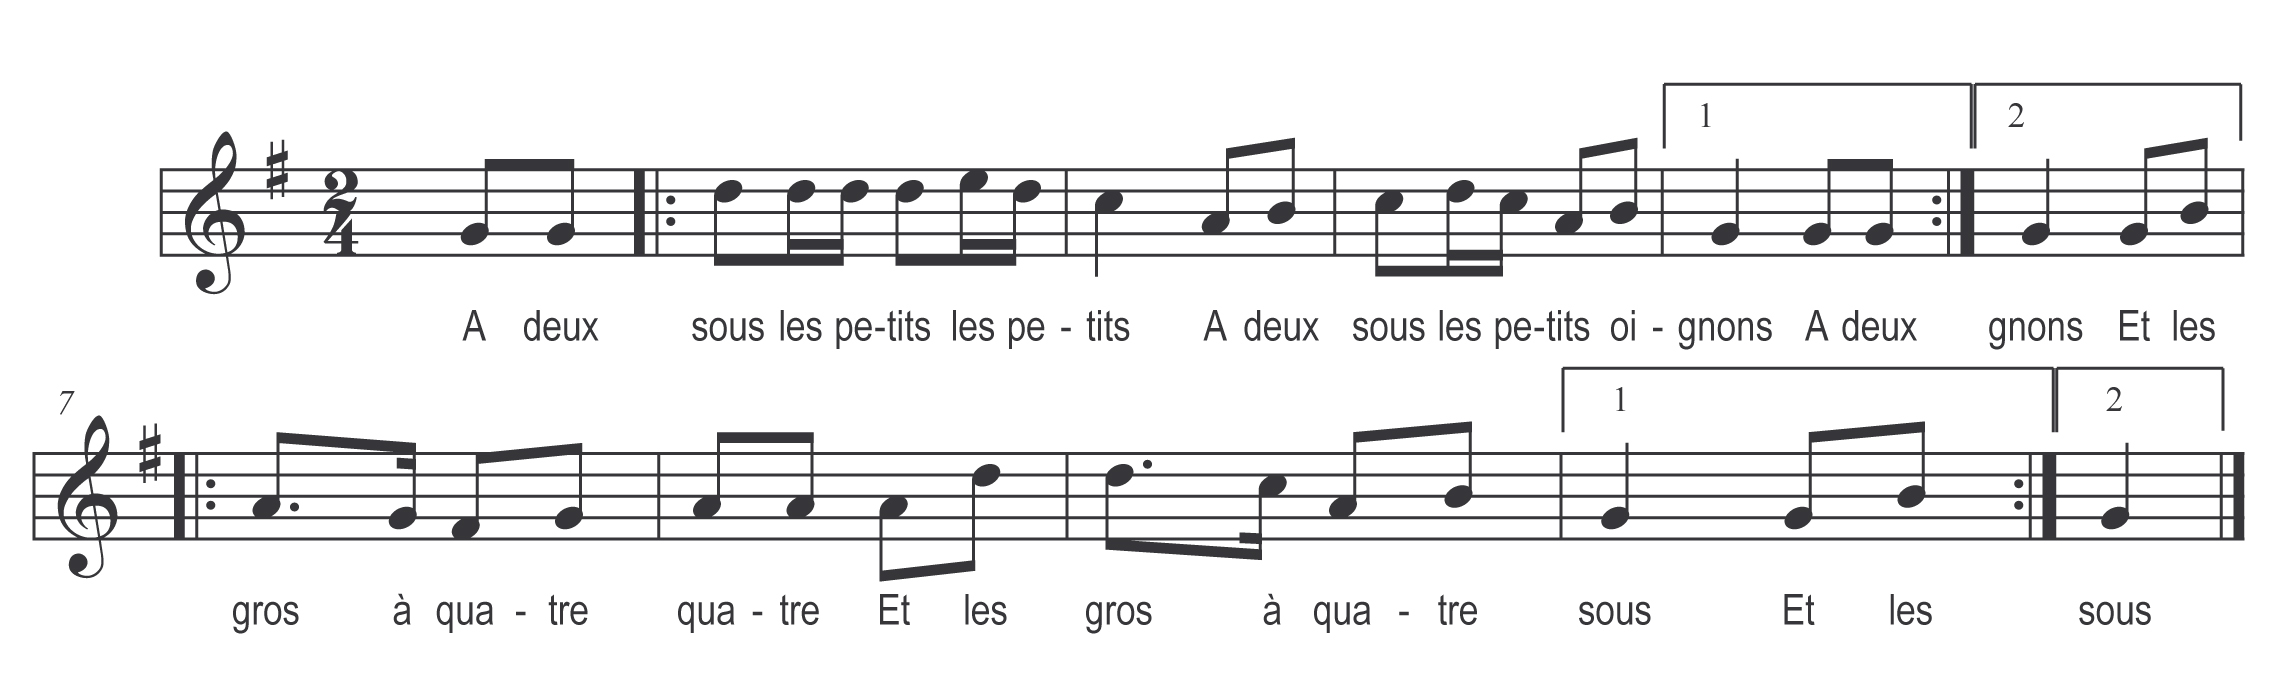 1 2
2 4
A deux sous les pe-tits les pe - tits A deux sous les pe-tits oi - gnons A deux gnons Et les
7 1 2
gros à qua - tre qua - tre Et les gros à qua - tre sous Et les sous